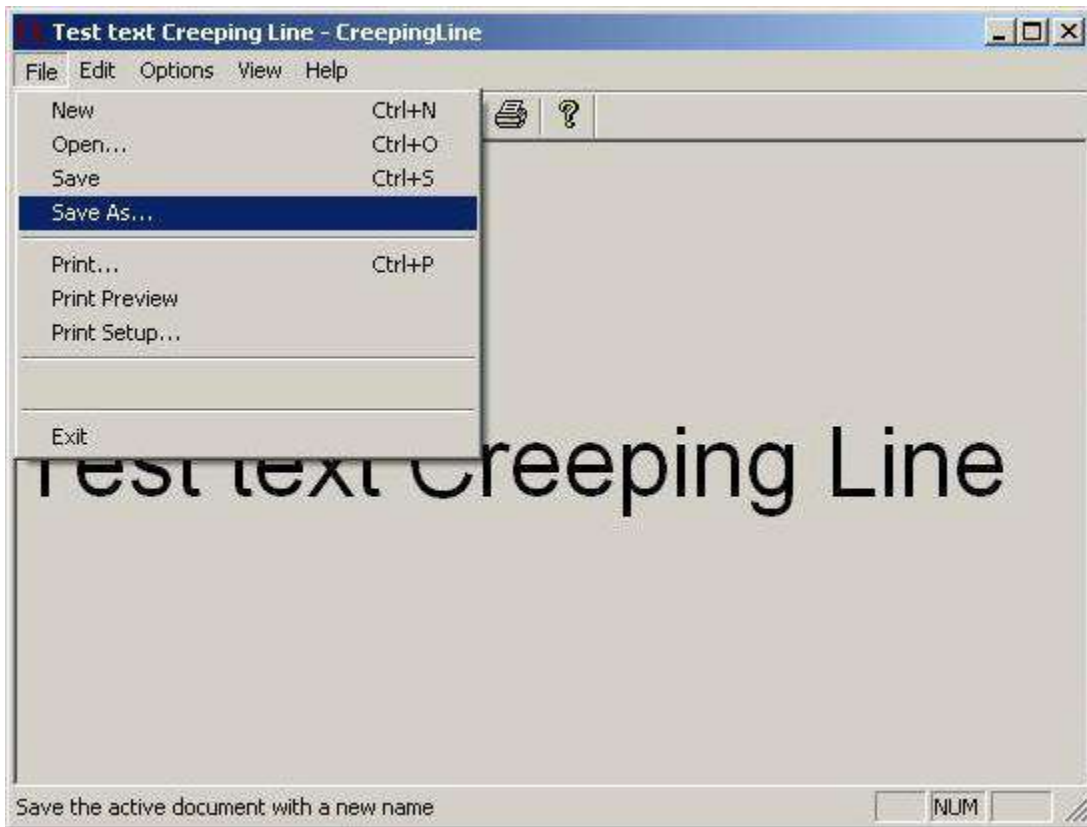 Test text Creeping Line - CreepingLine
File Edit Options View Help
New Ctrl+N
Open... Ctrl+O
Save Ctrl+S
Save As...
Print... Ctrl+P
Print Preview
Print Setup...
Exit
Test text Creeping Line
Save the active document with a new name NUM